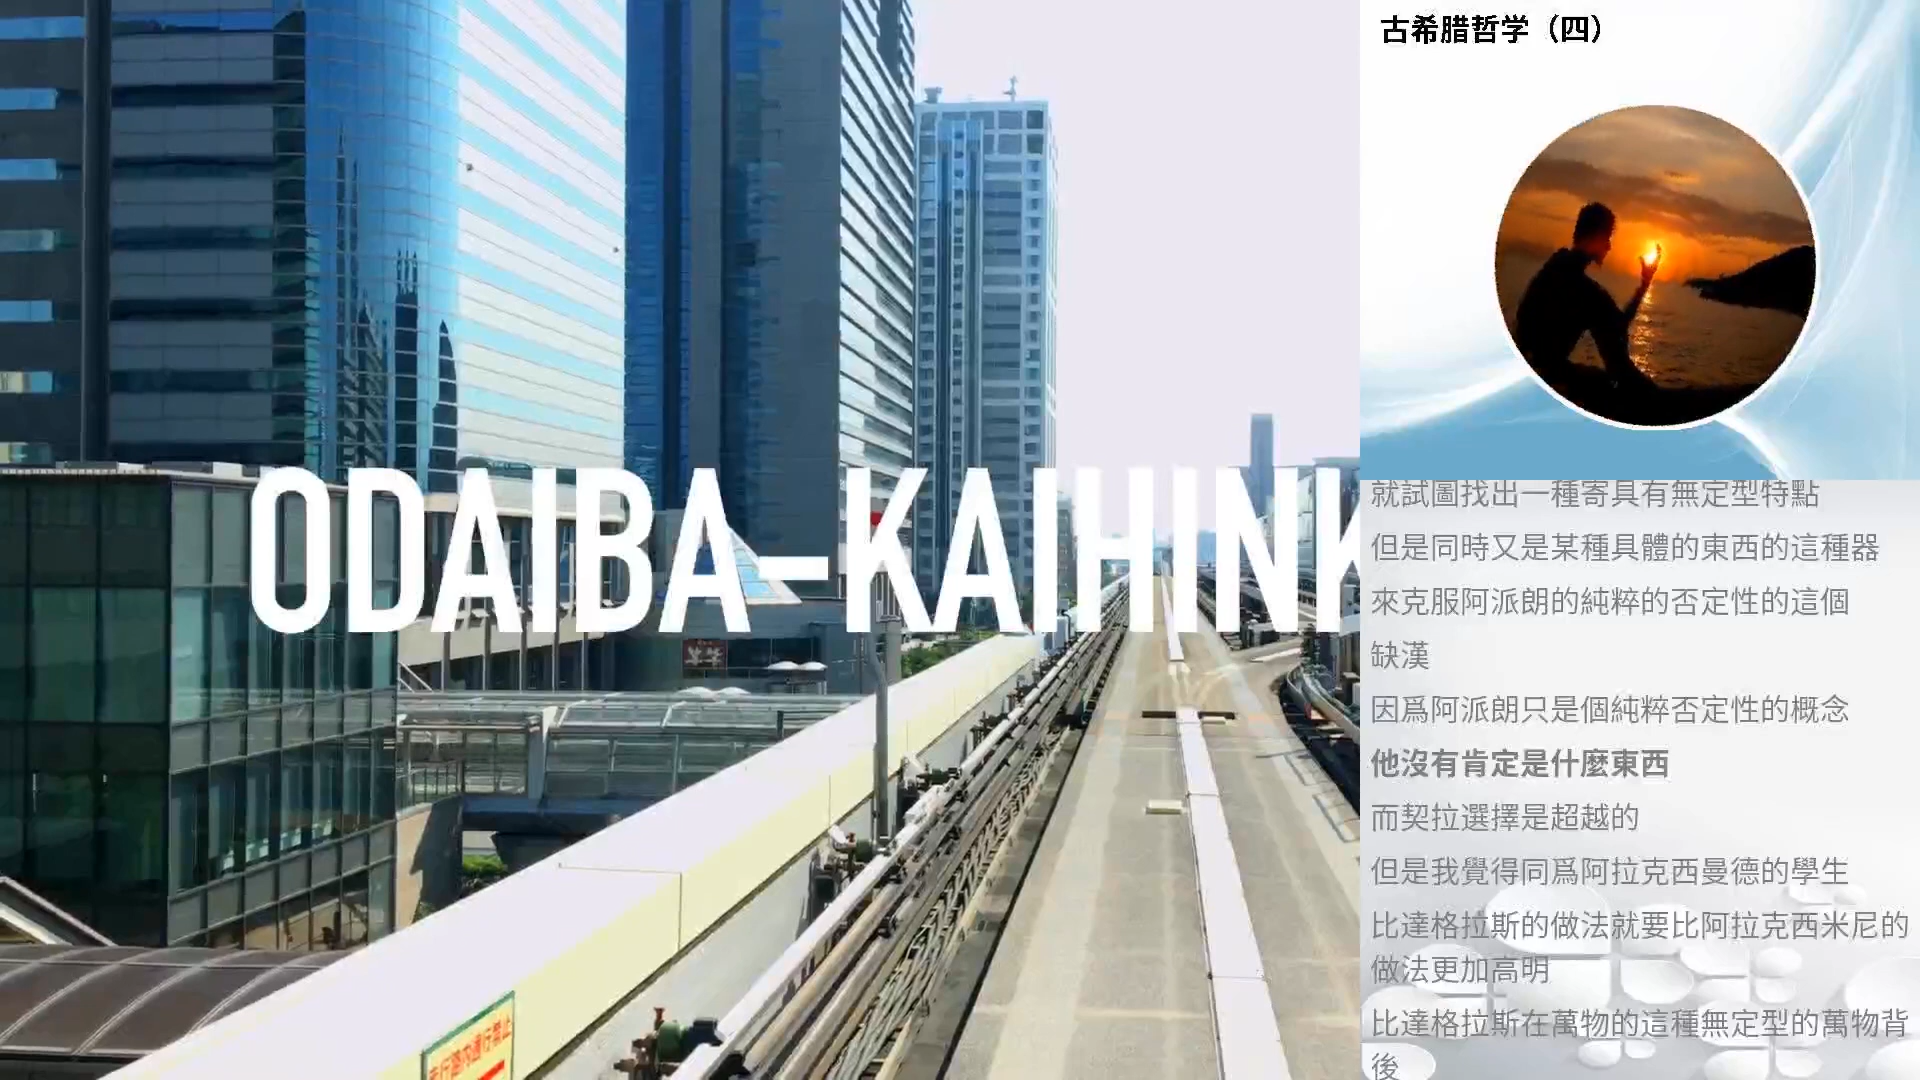 古希腊哲学（四）
ODAIBA-KAIHINK
走行路内通行禁止
就試圖找出一種寄具有無定型特點
但是同時又是某種具體的東西的這種器
來克服阿派朗的純粹的否定性的這個
缺漢
因爲阿派朗只是個純粹否定性的概念
他沒有肯定是什麼東西
而契拉選擇是超越的
但是我覺得同爲阿拉克西曼德的學生
比達格拉斯的做法就要比阿拉克西米尼的
做法更加高明
比達格拉斯在萬物的這種無定型的萬物背
後